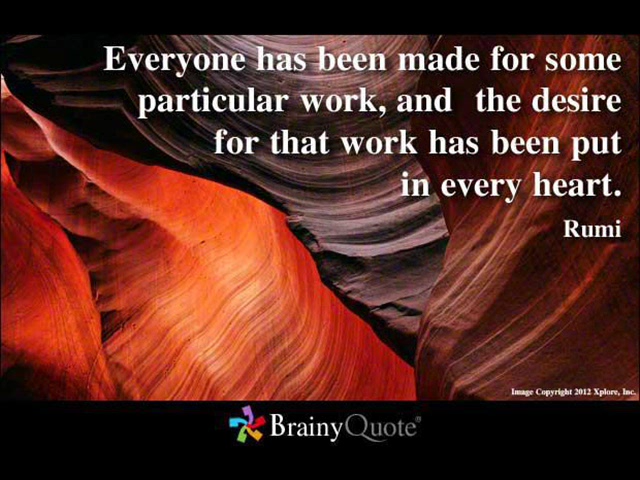 Everyone has been made for some
particular work, and the desire
for that work has been put
in every heart.
Rumi
Image Copyright 2012 Xplore, Inc.
BrainyQuote®